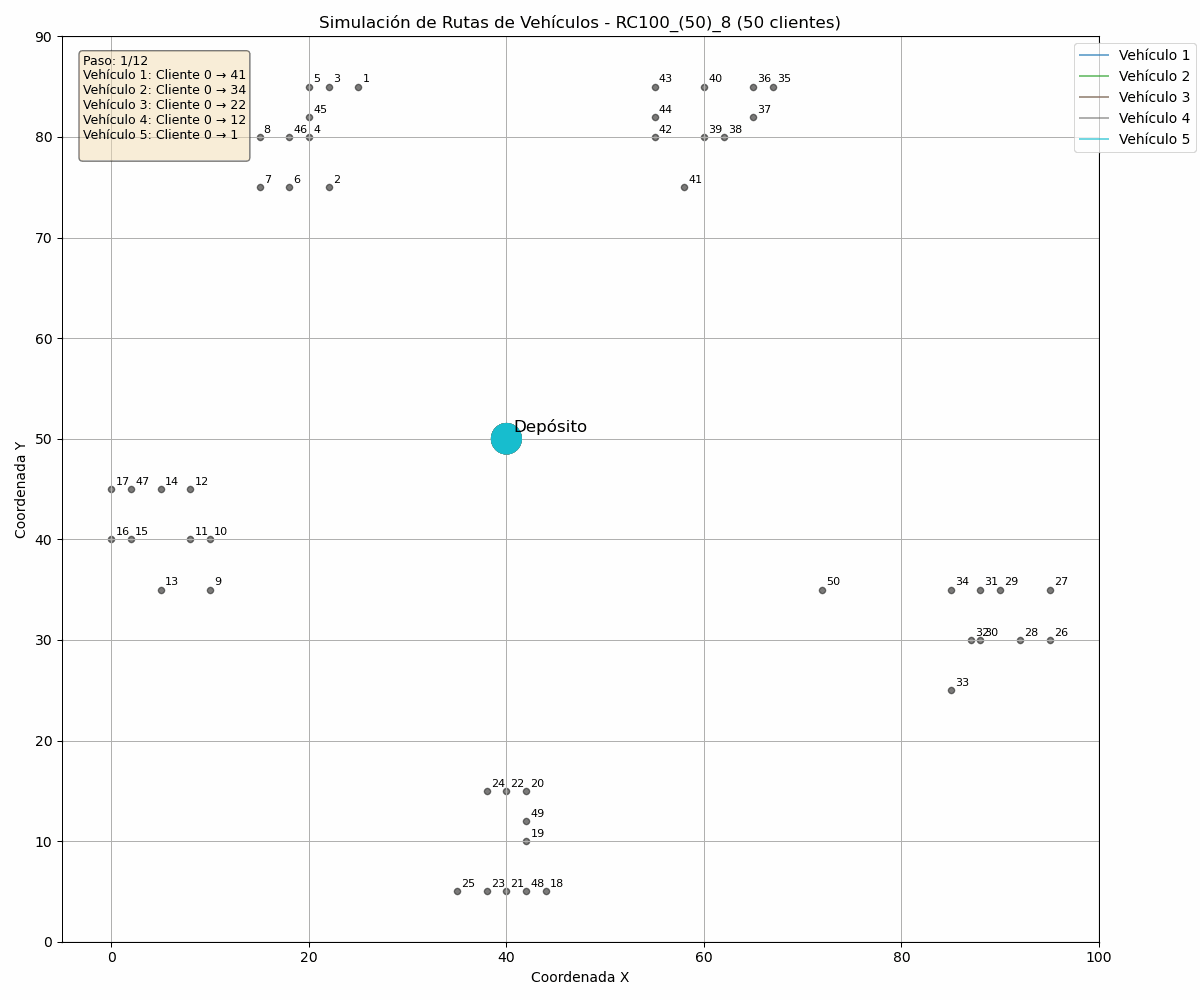 Simulación de Rutas de Vehículos - RC100_(50)_8 (50 clientes)
Paso: 1/12
Vehículo 1: Cliente 0 → 41
Vehículo 2: Cliente 0 → 34
Vehículo 3: Cliente 0 → 22
Vehículo 4: Cliente 0 → 12
Vehículo 5: Cliente 0 → 1
Vehículo 1
Vehículo 2
Vehículo 3
Vehículo 4
Vehículo 5
5 3 1
43 40 36 35
45
44 37
8 46 4
42 39 38
7 6 2
41
Depósito
17 47 14 12
16 15 11 10
13 9
50 34 31 29 27
32 30 28 26
33
24 22 20
49
19
25 23 21 48 18
90
80
70
60
50
40
30
20
10
0
Coordenada Y
0 20 40 60 80 100
Coordenada X